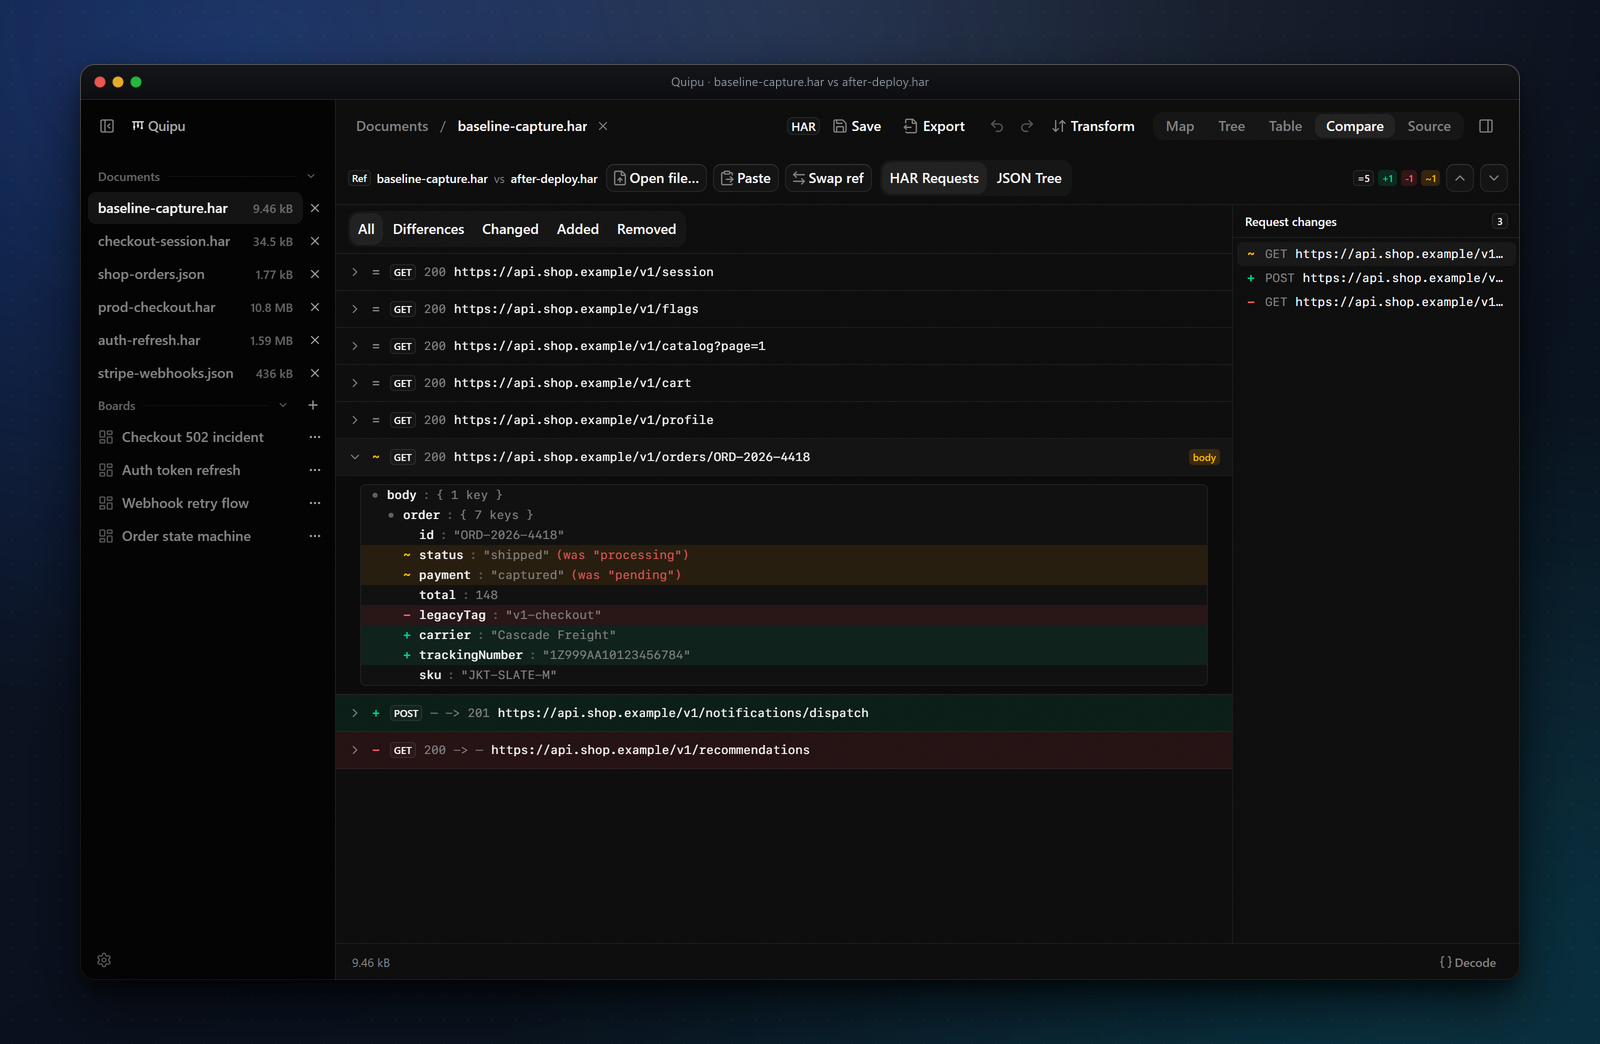 Quipu · baseline-capture.har vs after-deploy.har
Quipu
Documents / baseline-capture.har
HAR Save Export Transform Map Tree Table Compare Source
Documents
baseline-capture.har 9.46 kB
checkout-session.har 34.5 kB
shop-orders.json 1.77 kB
prod-checkout.har 10.8 MB
auth-refresh.har 1.59 MB
stripe-webhooks.json 436 kB
Boards
Checkout 502 incident
Auth token refresh
Webhook retry flow
Order state machine
Ref baseline-capture.har vs after-deploy.har Open file... Paste Swap ref HAR Requests JSON Tree =5 +1 -1 ~1
All Differences Changed Added Removed
= GET 200 https://api.shop.example/v1/session
= GET 200 https://api.shop.example/v1/flags
= GET 200 https://api.shop.example/v1/catalog?page=1
= GET 200 https://api.shop.example/v1/cart
= GET 200 https://api.shop.example/v1/profile
~ GET 200 https://api.shop.example/v1/orders/ORD-2026-4418 body
body : { 1 key }
order : { 7 keys }
id : "ORD-2026-4418"
~ status : "shipped" (was "processing")
~ payment : "captured" (was "pending")
total : 148
− legacyTag : "v1-checkout"
+ carrier : "Cascade Freight"
+ trackingNumber : "1Z999AA10123456784"
sku : "JKT-SLATE-M"
+ POST — -> 201 https://api.shop.example/v1/notifications/dispatch
− GET 200 -> — https://api.shop.example/v1/recommendations
Request changes 3
~ GET https://api.shop.example/v1…
+ POST https://api.shop.example/v…
− GET https://api.shop.example/v1…
9.46 kB
{} Decode